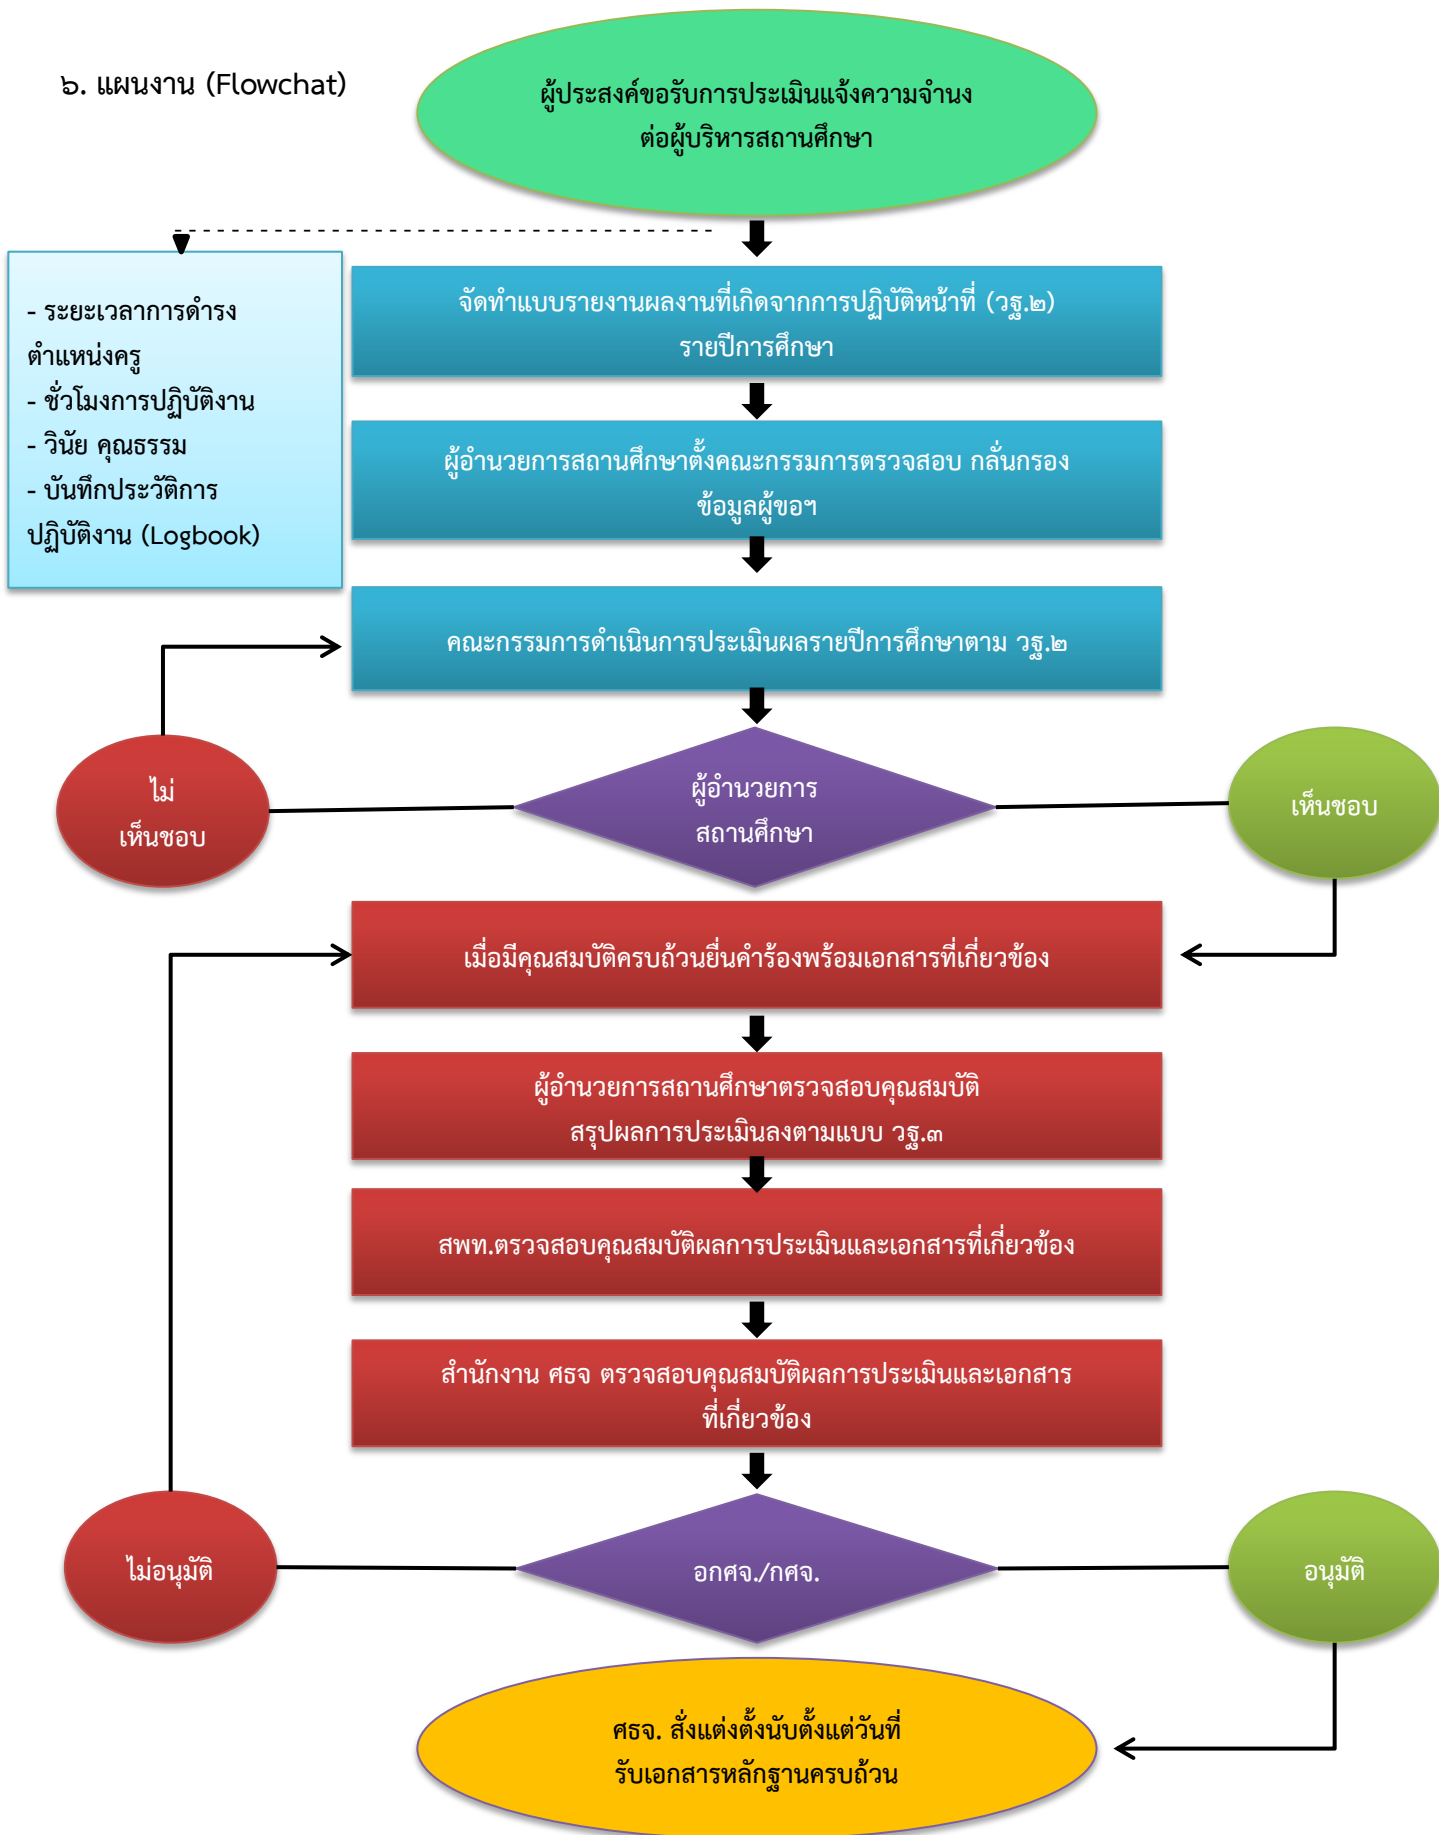 ๖. แผนงาน (Flowchat)
ผู้ประสงค์ขอรับการประเมินแจ้งความจำนง
ต่อผู้บริหารสถานศึกษา
- ระยะเวลาการดำรง
ตำแหน่งครู
- ชั่วโมงการปฏิบัติงาน
- วินัย คุณธรรม
- บันทึกประวัติการ
ปฏิบัติงาน (Logbook)
จัดทำแบบรายงานผลงานที่เกิดจากการปฏิบัติหน้าที่ (วฐ.๒)
รายปีการศึกษา
ผู้อำนวยการสถานศึกษาตั้งคณะกรรมการตรวจสอบ กลั่นกรอง
ข้อมูลผู้ขอฯ
คณะกรรมการดำเนินการประเมินผลรายปีการศึกษาตาม วฐ.๒
ไม่
เห็นชอบ
ผู้อำนวยการ
สถานศึกษา
เห็นชอบ
เมื่อมีคุณสมบัติครบถ้วนยื่นคำร้องพร้อมเอกสารที่เกี่ยวข้อง
ผู้อำนวยการสถานศึกษาตรวจสอบคุณสมบัติ
สรุปผลการประเมินลงตามแบบ วฐ.๓
สพท.ตรวจสอบคุณสมบัติผลการประเมินและเอกสารที่เกี่ยวข้อง
สำนักงาน ศธจ ตรวจสอบคุณสมบัติผลการประเมินและเอกสาร
ที่เกี่ยวข้อง
ไม่อนุมัติ
อกศจ./กศจ.
อนุมัติ
ศธจ. สั่งแต่งตั้งนับตั้งแต่วันที่
รับเอกสารหลักฐานครบถ้วน